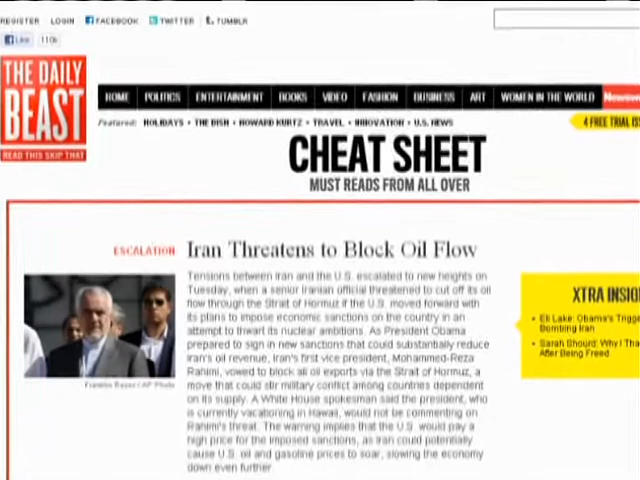 REGISTER LOGIN FACEBOOK TWITTER TUMBLR
Like 110k
THE DAILY
BEAST
READ THIS SKIP THAT
HOME POLITICS ENTERTAINMENT BOOKS VIDEO FASHION BUSINESS ART WOMEN IN THE WORLD
Featured: HOLIDAYS • THE DISH • HOWARD KURTZ • TRAVEL • INNOVATION • U.S. NEWS
4 FREE TRIAL IS
CHEAT SHEET
MUST READS FROM ALL OVER
ESCALATION
Iran Threatens to Block Oil Flow
Tensions between Iran and the U.S. escalated to new heights on
Tuesday, when a senior Iranian official threatened to cut off its oil
flow through the Strait of Hormuz if the U.S. moved forward with
its plans to impose economic sanctions on the country in an
attempt to thwart its nuclear ambitions. As President Obama
prepared to sign in new sanctions that could substantially reduce
Iran's oil revenue, Iran's first vice president, Mohammed-Reza
Rahimi, vowed to block all oil exports via the Strait of Hormuz, a
move that could stir military conflict among countries dependent
on its supply. A White House spokesman said the president, who
is currently vacationing in Hawaii, would not be commenting on
Rahimi's threat. The warning implies that the U.S. would pay a
high price for the imposed sanctions, as Iran could potentially
cause U.S. oil and gasoline prices to soar, slowing the economy
down even further
/ AP Photo
XTRA INSIG
Eli Lake: Obama's Trigge
Bombing Iran
Sarah Shourd: Why I Tha
After Being Freed